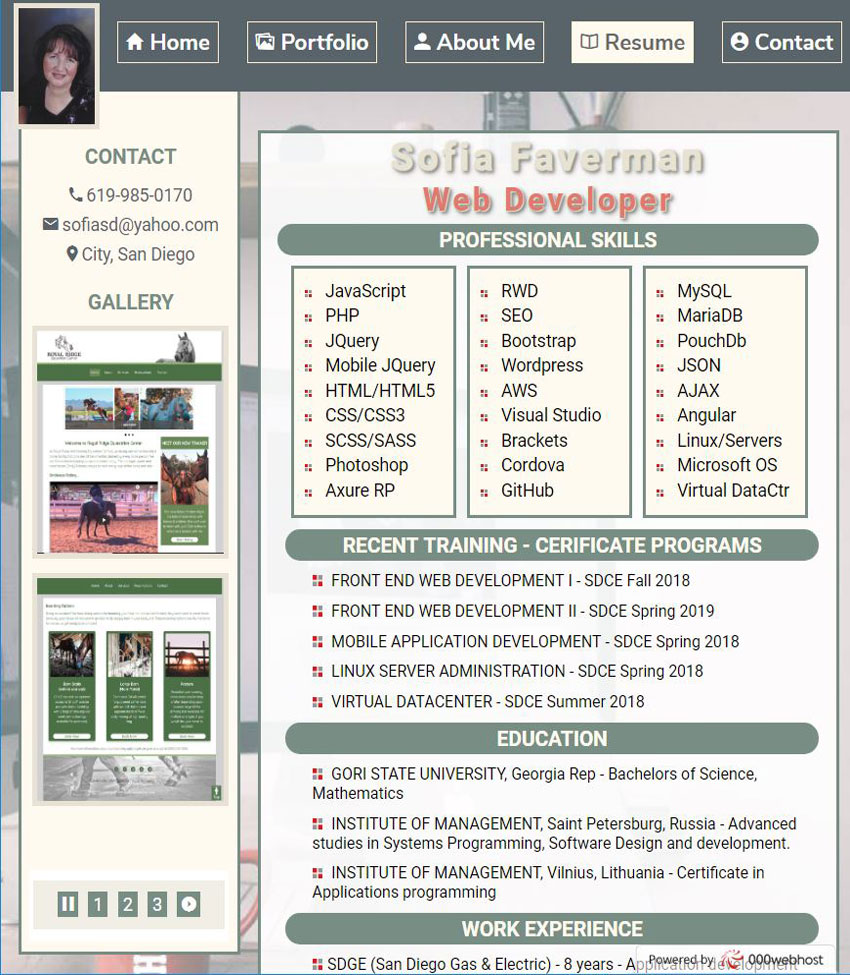 Home
Portfolio
About Me
Resume
Contact
CONTACT
619-985-0170
sofiasd@yahoo.com
City, San Diego
GALLERY
1
2
3
Sofia Faverman
Web Developer
PROFESSIONAL SKILLS
JavaScript
PHP
JQuery
Mobile JQuery
HTML/HTML5
CSS/CSS3
SCSS/SASS
Photoshop
Axure RP
RWD
SEO
Bootstrap
Wordpress
AWS
Visual Studio
Brackets
Cordova
GitHub
MySQL
MariaDB
PouchDb
JSON
AJAX
Angular
Linux/Servers
Microsoft OS
Virtual DataCtr
RECENT TRAINING - CERIFICATE PROGRAMS
FRONT END WEB DEVELOPMENT I - SDCE Fall 2018
FRONT END WEB DEVELOPMENT II - SDCE Spring 2019
MOBILE APPLICATION DEVELOPMENT - SDCE Spring 2018
LINUX SERVER ADMINISTRATION - SDCE Spring 2018
VIRTUAL DATACENTER - SDCE Summer 2018
EDUCATION
GORI STATE UNIVERSITY, Georgia Rep - Bachelors of Science,
Mathematics
INSTITUTE OF MANAGEMENT, Saint Petersburg, Russia - Advanced
studies in Systems Programming, Software Design and development.
INSTITUTE OF MANAGEMENT, Vilnius, Lithuania - Certificate in
Applications programming
WORK EXPERIENCE
SDGE (San Diego Gas & Electric) - 8 years - Application development
Powered by 000webhost